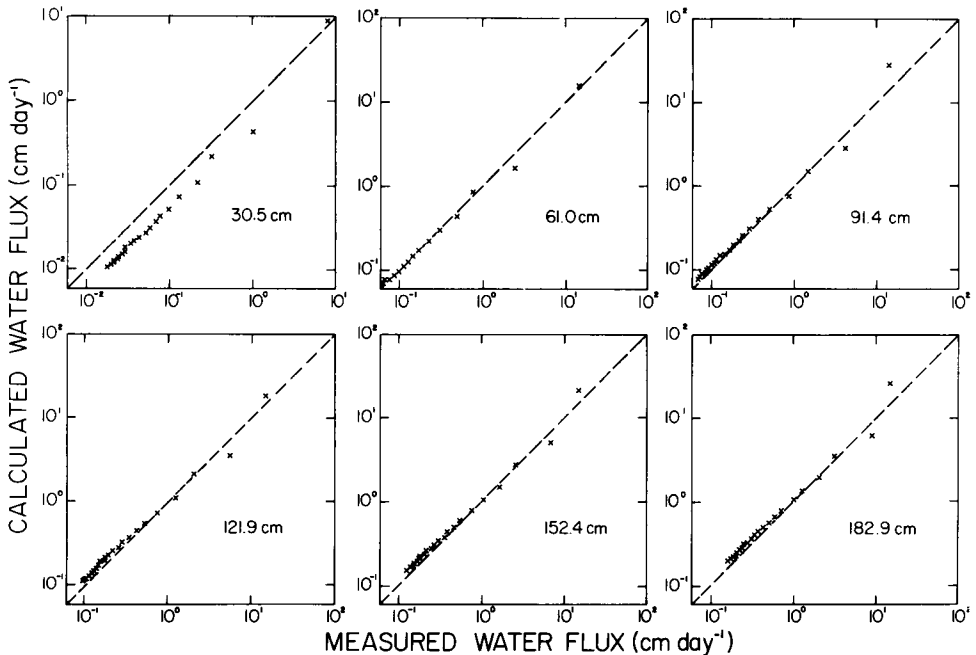 CALCULATED WATER FLUX (cm day⁻¹)
10¹
10⁰
10⁻¹
10⁻²
10⁻² 10⁻¹ 10⁰ 10¹
30.5 cm
10²
10¹
10⁰
10⁻¹
10⁻¹ 10⁰ 10¹ 10²
61.0 cm
10²
10¹
10⁰
10⁻¹
10⁻¹ 10⁰ 10¹ 10²
91.4 cm
10²
10¹
10⁰
10⁻¹
10⁻¹ 10⁰ 10¹ 10²
121.9 cm
10²
10¹
10⁰
10⁻¹
10⁻¹ 10⁰ 10¹ 10²
152.4 cm
10²
10¹
10⁰
10⁻¹
10⁻¹ 10⁰ 10¹ 10²
182.9 cm
MEASURED WATER FLUX (cm day⁻¹)